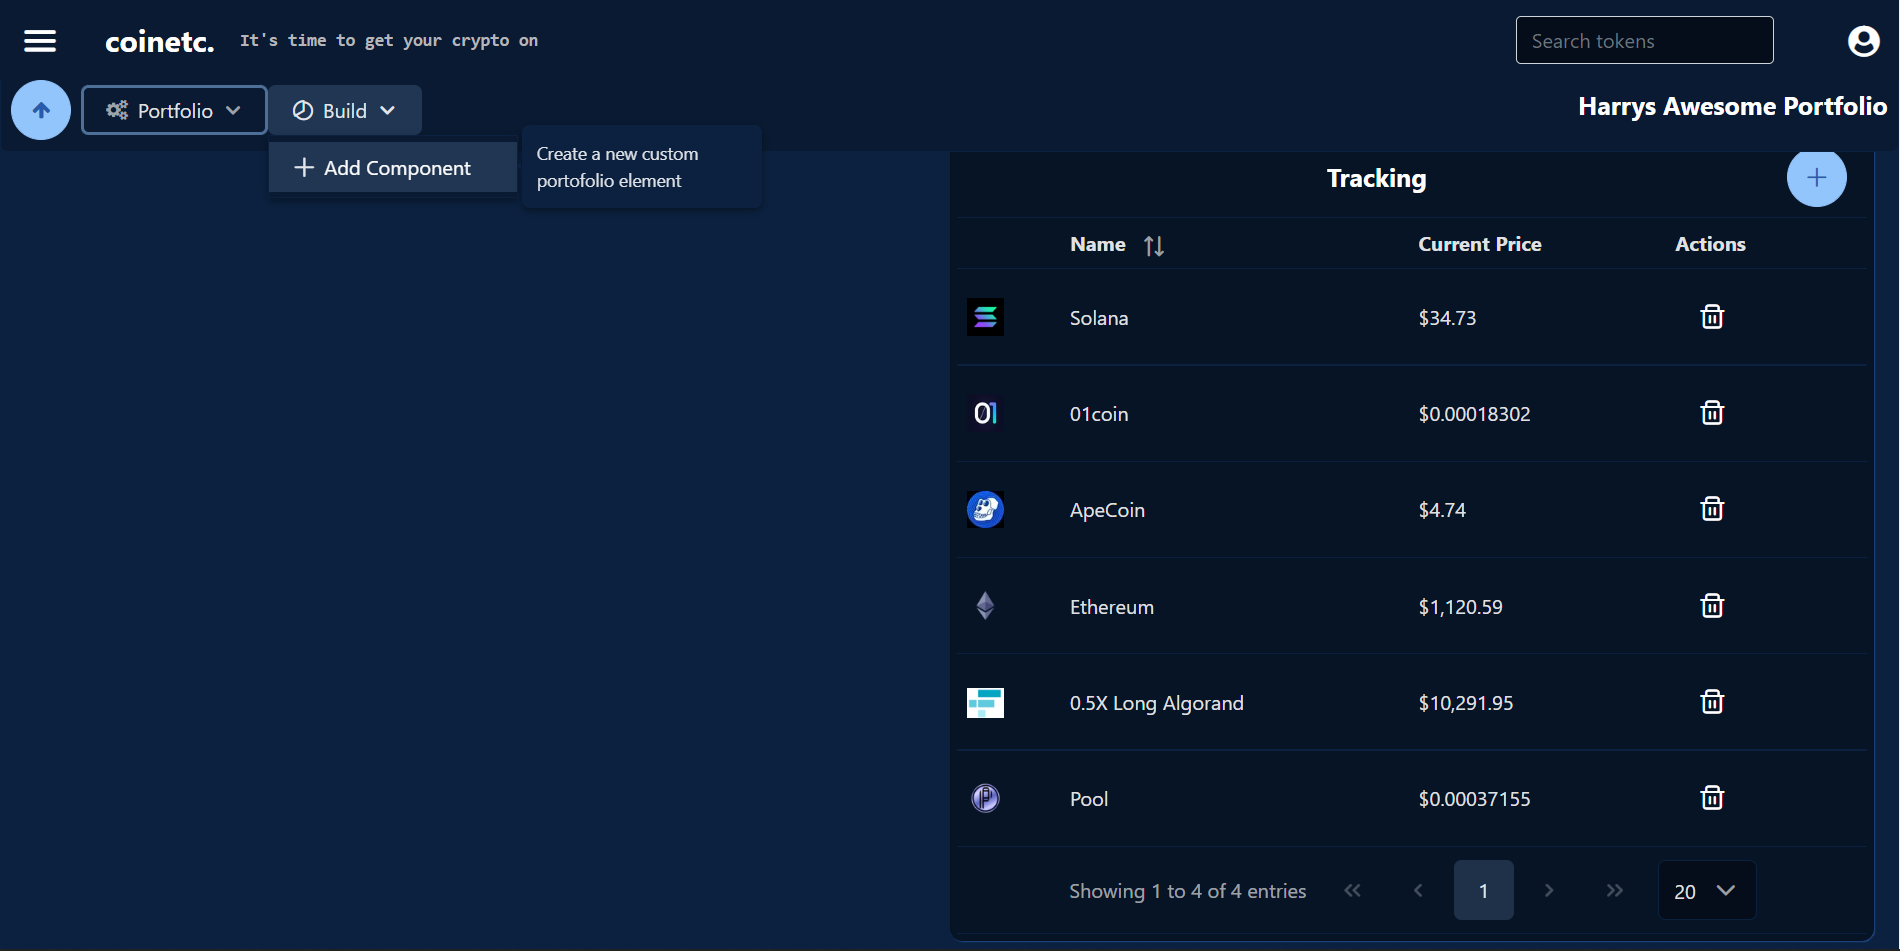 coinetc.
It's time to get your crypto on
Search tokens
Portfolio
Build
Harrys Awesome Portfolio
Add Component
Create a new custom
portofolio element
Tracking
Name
Current Price
Actions
Solana
$34.73
01
01coin
$0.00018302
ApeCoin
$4.74
Ethereum
$1,120.59
0.5X Long Algorand
$10,291.95
Pool
$0.00037155
Showing 1 to 4 of 4 entries
1
20